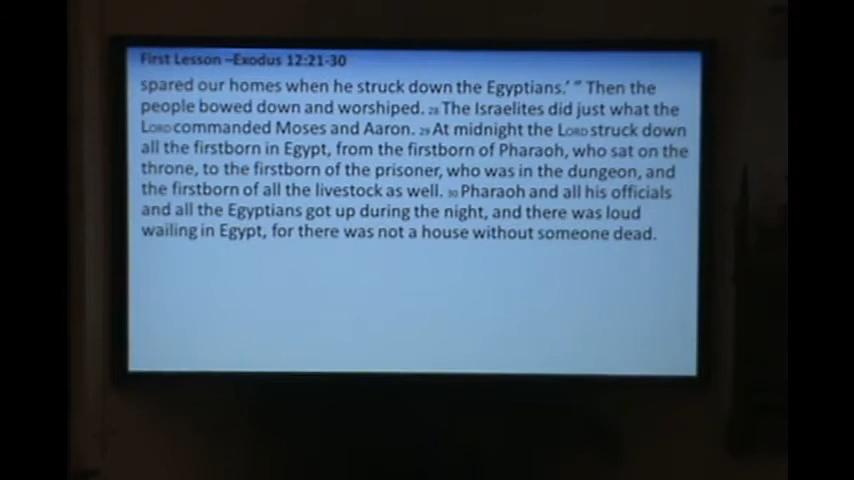 First Lesson –Exodus 12:21-30
spared our homes when he struck down the Egyptians.’ ” Then the
people bowed down and worshiped. 28 The Israelites did just what the
LORD commanded Moses and Aaron. 29 At midnight the LORD struck down
all the firstborn in Egypt, from the firstborn of Pharaoh, who sat on the
throne, to the firstborn of the prisoner, who was in the dungeon, and
the firstborn of all the livestock as well. 30 Pharaoh and all his officials
and all the Egyptians got up during the night, and there was loud
wailing in Egypt, for there was not a house without someone dead.